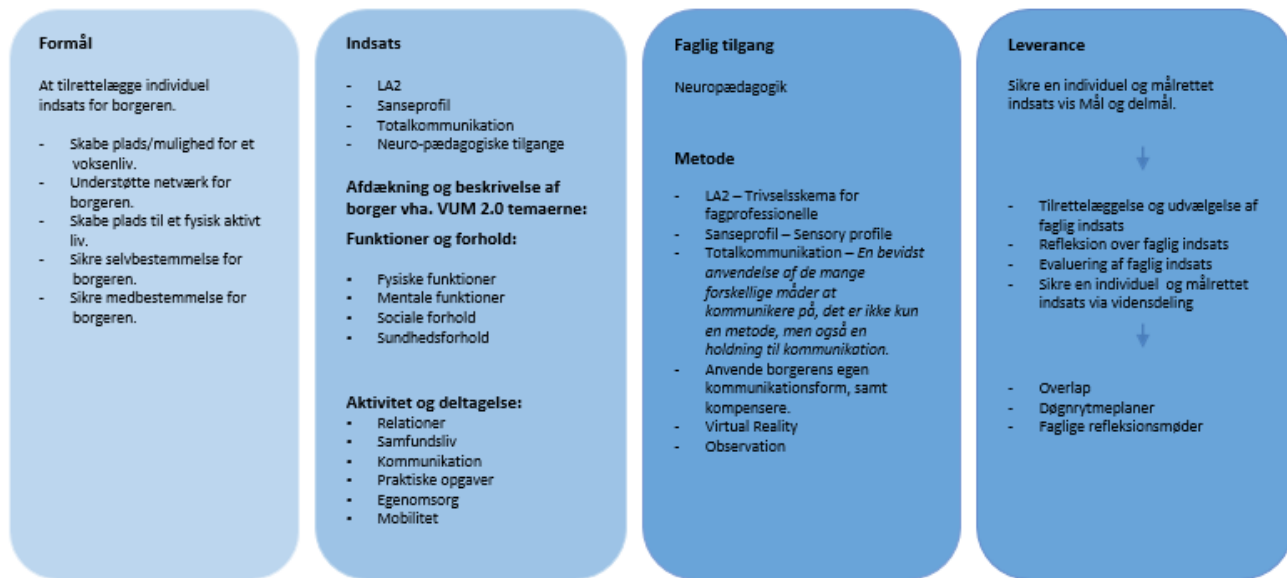 Formål
At tilrettelægge individuel
indsats for borgeren.
- Skabe plads/mulighed for et
voksenliv.
- Understøtte netværk for
borgeren.
- Skabe plads til et fysisk aktivt
liv.
- Sikre selvbestemmelse for
borgeren.
- Sikre medbestemmelse for
borgeren.
Indsats
- LA2
- Sanseprofil
- Totalkommunikation
- Neuro-pædagogiske tilgange
Afdækning og beskrivelse af
borger vha. VUM 2.0 temaerne:
Funktioner og forhold:
▪ Fysiske funktioner
▪ Mentale funktioner
▪ Sociale forhold
▪ Sundhedsforhold
Aktivitet og deltagelse:
▪ Relationer
▪ Samfundsliv
▪ Kommunikation
▪ Praktiske opgaver
▪ Egenomsorg
▪ Mobilitet
Faglig tilgang
Neuropædagogik
Metode
- LA2 – Trivselsskema for
fagprofessionelle
- Sanseprofil – Sensory profile
- Totalkommunikation – En bevidst
anvendelse af de mange
forskellige måder at
kommunikere på, det er ikke kun
en metode, men også en
holdning til kommunikation.
- Anvende borgerens egen
kommunikationsform, samt
kompensere.
- Virtual Reality
- Observation
Leverance
Sikre en individuel og målrettet
indsats vis Mål og delmål.
- Tilrettelæggelse og udvælgelse af
faglig indsats
- Refleksion over faglig indsats
- Evaluering af faglig indsats
- Sikre en individuel og målrettet
indsats via vidensdeling
- Overlap
- Døgnrytmeplaner
- Faglige refleksionsmøder